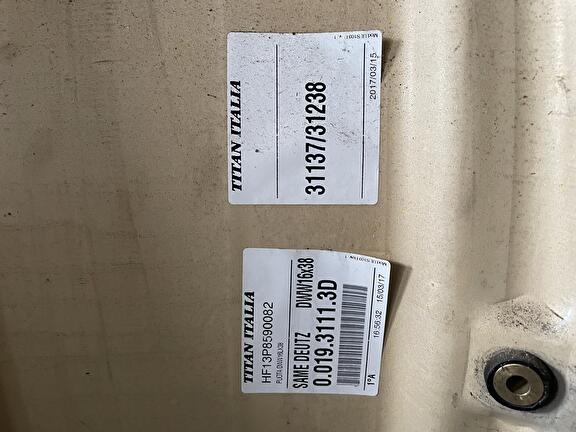 TITAN ITALIA
31137/31238
2017/03/15
TITAN ITALIA
HF13P8590082
SAME DEUTZ DWW16x38
0.019.3111.3D
1°A 16:56:32 15/03/17